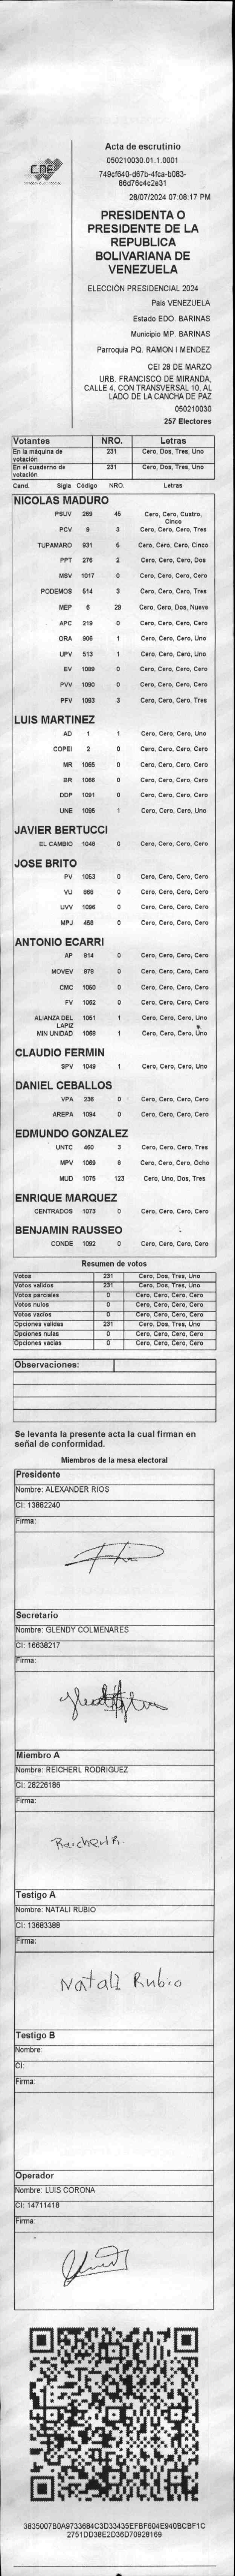 CNE
Acta de escrutinio
050210030.01.1.0001
749cf640-d67b-4fca-b083-
86d76c4c2e31
28/07/2024 07:08:17 PM
PRESIDENTA O
PRESIDENTE DE LA
REPUBLICA
BOLIVARIANA DE
VENEZUELA
ELECCIÓN PRESIDENCIAL 2024
Pais VENEZUELA
Estado EDO. BARINAS
Municipio MP. BARINAS
Parroquia PQ. RAMON I MENDEZ
CEI 28 DE MARZO
URB. FRANCISCO DE MIRANDA,
CALLE 4, CON TRANSVERSAL 10, AL
LADO DE LA CANCHA DE PAZ
050210030
257 Electores
Votantes NRO. Letras
En la máquina de votación 231 Cero, Dos, Tres, Uno
En el cuaderno de votación 231 Cero, Dos, Tres, Uno
Cand. Sigla Código NRO. Letras
NICOLAS MADURO
PSUV 269 45 Cero, Cero, Cuatro, Cinco
PCV 9 3 Cero, Cero, Cero, Tres
TUPAMARO 931 5 Cero, Cero, Cero, Cinco
PPT 276 2 Cero, Cero, Cero, Dos
MSV 1017 0 Cero, Cero, Cero, Cero
PODEMOS 514 3 Cero, Cero, Cero, Tres
MEP 6 29 Cero, Cero, Dos, Nueve
APC 219 0 Cero, Cero, Cero, Cero
ORA 906 1 Cero, Cero, Cero, Uno
UPV 513 1 Cero, Cero, Cero, Uno
EV 1089 0 Cero, Cero, Cero, Cero
PVV 1090 0 Cero, Cero, Cero, Cero
PFV 1093 3 Cero, Cero, Cero, Tres
LUIS MARTINEZ
AD 1 1 Cero, Cero, Cero, Uno
COPEI 2 0 Cero, Cero, Cero, Cero
MR 1065 0 Cero, Cero, Cero, Cero
BR 1066 0 Cero, Cero, Cero, Cero
DDP 1091 0 Cero, Cero, Cero, Cero
UNE 1095 1 Cero, Cero, Cero, Uno
JAVIER BERTUCCI
EL CAMBIO 1048 0 Cero, Cero, Cero, Cero
JOSE BRITO
PV 1053 0 Cero, Cero, Cero, Cero
VU 868 0 Cero, Cero, Cero, Cero
UVV 1096 0 Cero, Cero, Cero, Cero
MPJ 458 0 Cero, Cero, Cero, Cero
ANTONIO ECARRI
AP 814 0 Cero, Cero, Cero, Cero
MOVEV 878 0 Cero, Cero, Cero, Cero
CMC 1050 0 Cero, Cero, Cero, Cero
FV 1062 0 Cero, Cero, Cero, Cero
ALIANZA DEL LAPIZ 1051 1 Cero, Cero, Cero, Uno
MIN UNIDAD 1068 1 Cero, Cero, Cero, Uno
CLAUDIO FERMIN
SPV 1049 1 Cero, Cero, Cero, Uno
DANIEL CEBALLOS
VPA 236 0 Cero, Cero, Cero, Cero
AREPA 1094 0 Cero, Cero, Cero, Cero
EDMUNDO GONZALEZ
UNTC 460 3 Cero, Cero, Cero, Tres
MPV 1069 8 Cero, Cero, Cero, Ocho
MUD 1075 123 Cero, Uno, Dos, Tres
ENRIQUE MARQUEZ
CENTRADOS 1073 0 Cero, Cero, Cero, Cero
BENJAMIN RAUSSEO
CONDE 1092 0 Cero, Cero, Cero, Cero
Resumen de votos
Votos 231 Cero, Dos, Tres, Uno
Votos validos 231 Cero, Dos, Tres, Uno
Votos parciales 0 Cero, Cero, Cero, Cero
Votos nulos 0 Cero, Cero, Cero, Cero
Votos vacios 0 Cero, Cero, Cero, Cero
Opciones validas 231 Cero, Dos, Tres, Uno
Opciones nulas 0 Cero, Cero, Cero, Cero
Opciones vacias 0 Cero, Cero, Cero, Cero
Observaciones:
Se levanta la presente acta la cual firman en
señal de conformidad.
Miembros de la mesa electoral
Presidente
Nombre: ALEXANDER RIOS
CI: 13882240
Firma:
Secretario
Nombre: GLENDY COLMENARES
CI: 16638217
Firma:
Miembro A
Nombre: REICHERL RODRIGUEZ
CI: 28226186
Firma:
Reicherl R.
Testigo A
Nombre: NATALI RUBIO
CI: 13683388
Firma:
Natali Rubio
Testigo B
Nombre:
CI:
Firma:
Operador
Nombre: LUIS CORONA
CI: 14711418
Firma:
3835007B0A9733684C3D33435EFBF604E940BCBF1C
2751DD38E2D36D70928169